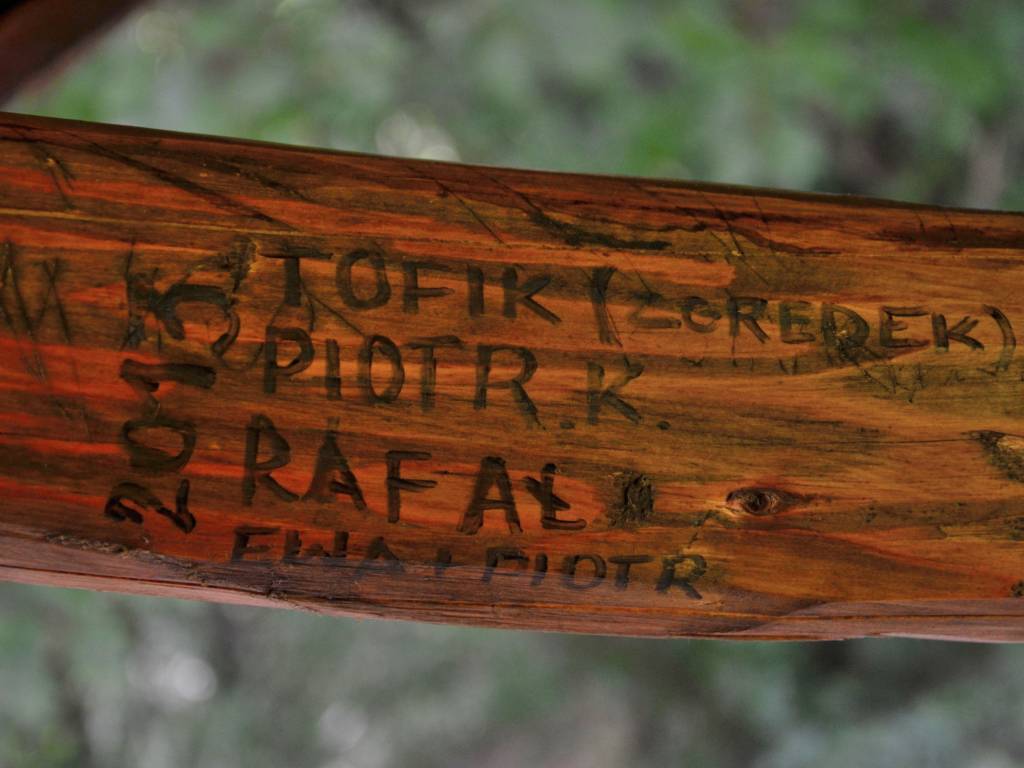 TOFIK (ZGREDEK)
PIOTR.K.
RAFAŁ
EWA + PIOTR